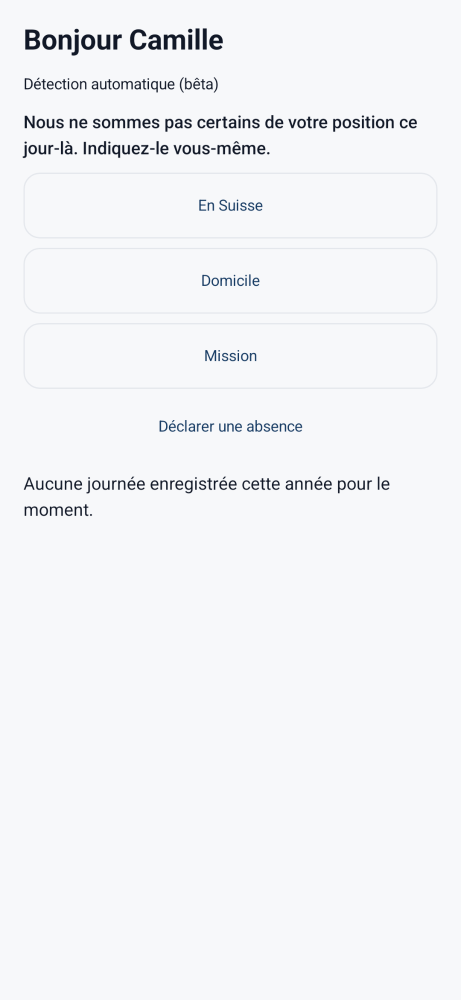 Bonjour Camille
Détection automatique (bêta)
Nous ne sommes pas certains de votre position ce
jour-là. Indiquez-le vous-même.
En Suisse
Domicile
Mission
Déclarer une absence
Aucune journée enregistrée cette année pour le
moment.